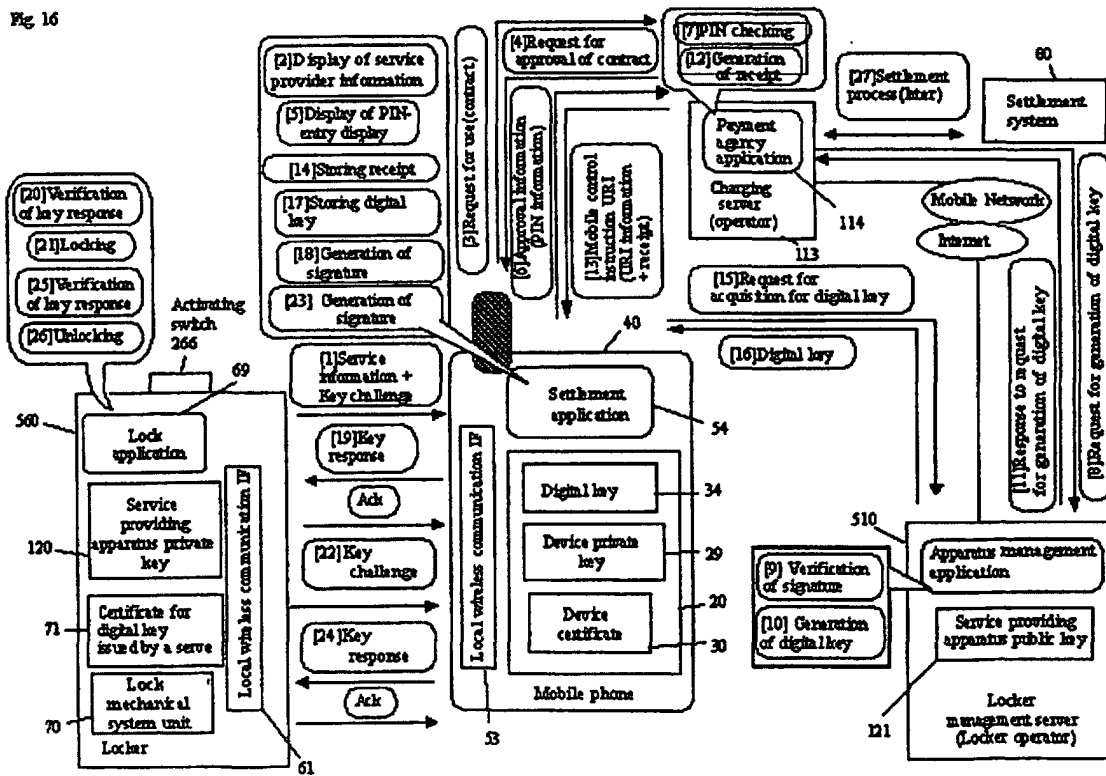 Fig. 16
[2]Display of service
provider information
[5]Display of PIN-
entry display
[14]Storing receipt
[17]Storing digital
key
[18]Generation of
signature
[23] Generation of
signature
[3]Request for use(contract)
[4]Request for
approval of contract
[6]Approval information
(PIN information)
[13]Mobile control
instruction URI
(URI information
+ receipt)
[7]PIN checking
[12]Generation
of receipt
Payment
agency
application
Charging
server
(operator)
114
113
[27]Settlement
process(later)
60
Settlement
system
Mobile Network
Internet
[15]Request for
acquisition for digital key
[16]Digital key
[11]Response to request
for ganaration of digital key
[8]Request for ganaration of digital key
[20]Verification
of key response
[21]Locking
[25]Verification
of key response
[26]Unlocking
Activating
switch
266
69
560
Lock
application
Service
providing
apparatus private
key
120
Certificate for
digital key
issued by a serve
71
Lock
mechanical
system unit
70
Locker
Local wireless communication IF
61
[1]Service
information +
Key challenge
[19]Key
response
Ack
[22] Key
challenge
[24]Key
response
Ack
40
Settlement
application
54
Local wireless communication IF
53
Digital key
34
Device private
key
29
Device
certificate
20
30
Mobile phone
510
[9] Verification
of signature
[10] Generation
of digital key
Apparatus management
application
Service providing
apparatus public key
121
Locker
management server
(Locker operator)